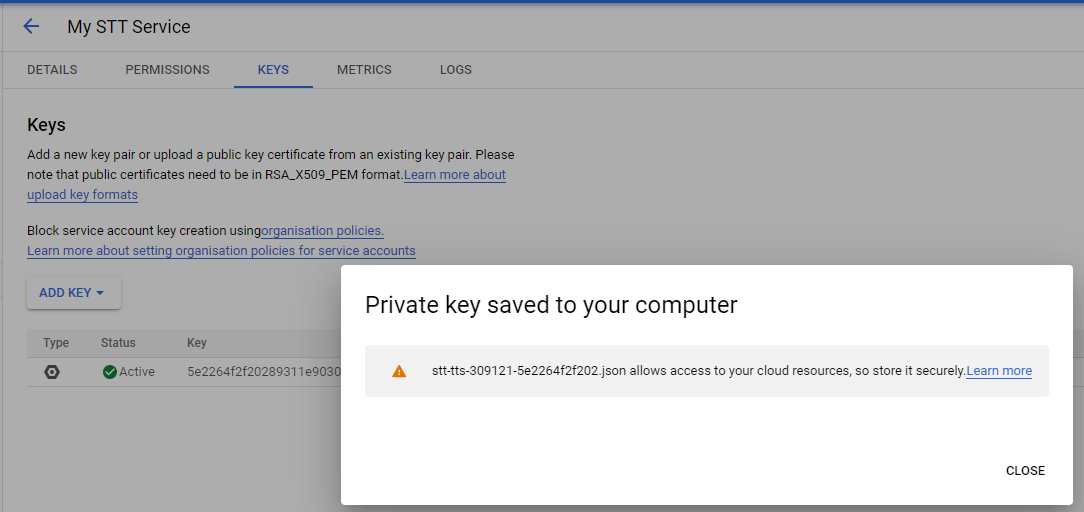 My STT Service
DETAILS PERMISSIONS KEYS METRICS LOGS
Keys
Add a new key pair or upload a public key certificate from an existing key pair. Please
note that public certificates need to be in RSA_X509_PEM format.Learn more about
upload key formats
Block service account key creation usingorganisation policies.
Learn more about setting organisation policies for service accounts
ADD KEY
Type Status Key
Active 5e2264f2f20289311e9030
Private key saved to your computer
stt-tts-309121-5e2264f2f202.json allows access to your cloud resources, so store it securely.Learn more
CLOSE